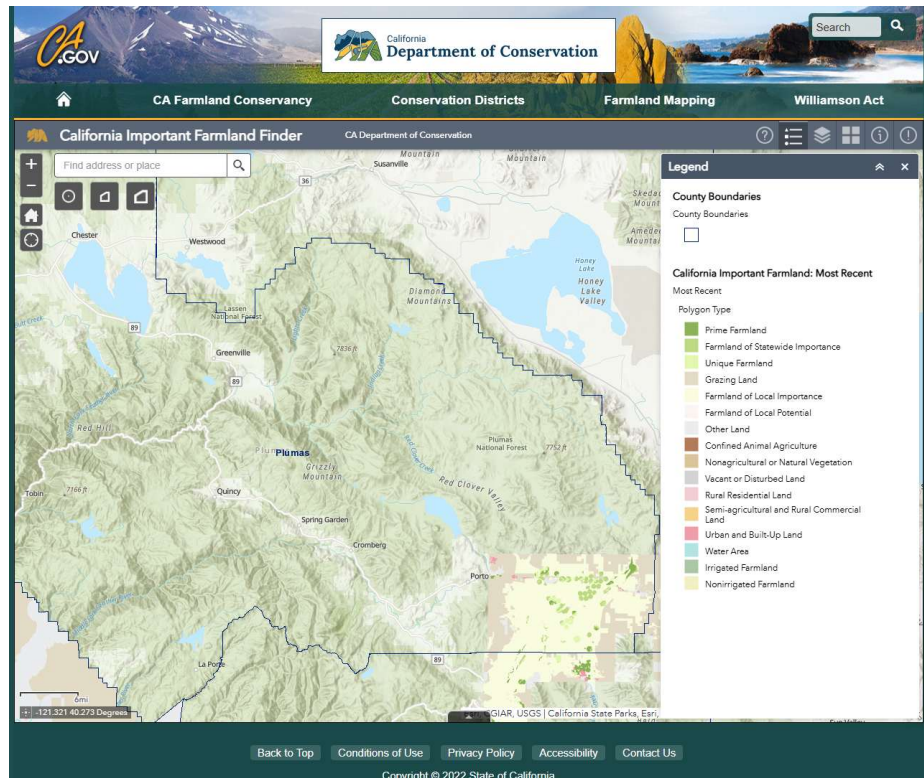 CA
.GOV
California
Department of Conservation
Search
CA Farmland Conservancy
Conservation Districts
Farmland Mapping
Williamson Act
California Important Farmland Finder
CA Department of Conservation
Find address or place
Legend
County Boundaries
County Boundaries
California Important Farmland: Most Recent
Most Recent
Polygon Type
Prime Farmland
Farmland of Statewide Importance
Unique Farmland
Grazing Land
Farmland of Local Importance
Farmland of Local Potential
Other Land
Confined Animal Agriculture
Nonagricultural or Natural Vegetation
Vacant or Disturbed Land
Rural Residential Land
Semi-agricultural and Rural Commercial
Land
Urban and Built-Up Land
Water Area
Irrigated Farmland
Nonirrigated Farmland
Mountain
Susanville
Mountain
36
Chester
Westwood
Honey
Lake
Honey
Lake
Valley
Diamond
Mountains
Lassen
National Forest
89
Greenville
7836 ft
89
Red Hill
Plumas
Grizzly
Mountain
Plumas
National Forest
7752 ft
Red Clover Creek
Red Clover Valley
Tobin
7166 ft
Quincy
Spring Garden
Cromberg
Porto
La Porte
89
6mi
-121.321 40.273 Degrees
CGIAR, USGS | California State Parks, Esri,
Back to Top
Conditions of Use
Privacy Policy
Accessibility
Contact Us
Copyright © 2022 State of California